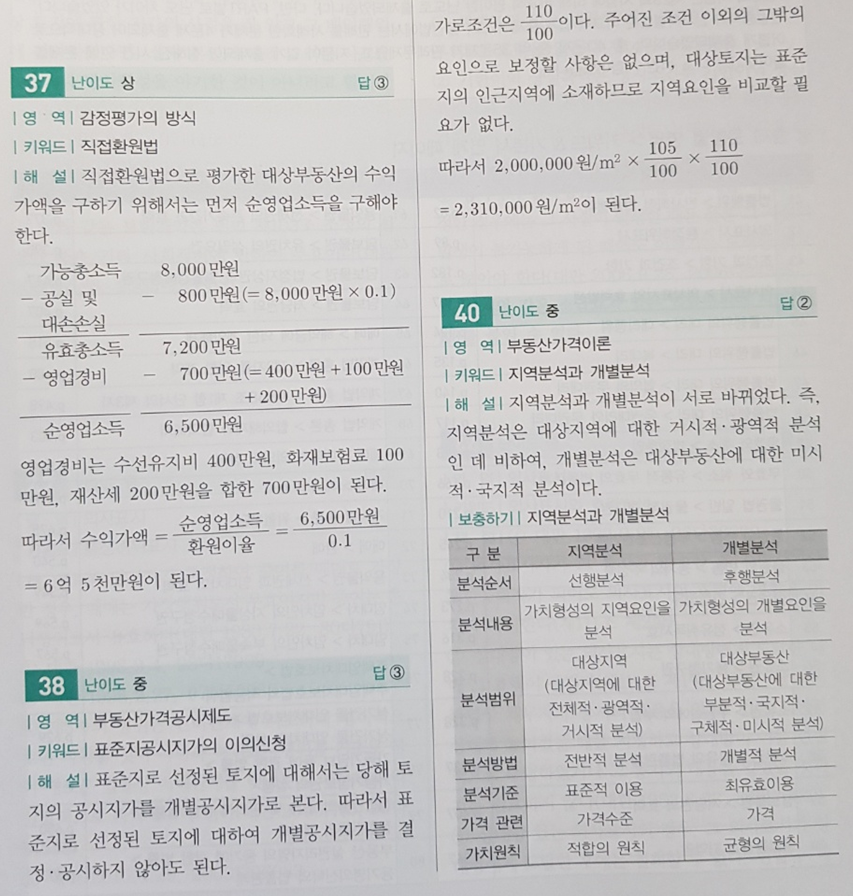 37 난이도 상 답 ③
| 영 역 | 감정평가의 방식
| 키워드 | 직접환원법
| 해 설 | 직접환원법으로 평가한 대상부동산의 수익
가액을 구하기 위해서는 먼저 순영업소득을 구해야
한다.
가능총소득 8,000만원
- 공실 및 - 800만원(= 8,000만원 × 0.1)
대손손실
유효총소득 7,200만원
- 영업경비 - 700만원(= 400만원 + 100만원
+ 200만원)
순영업소득 6,500만원
영업경비는 수선유지비 400만원, 화재보험료 100
만원, 재산세 200만원을 합한 700만원이 된다.
따라서 수익가액 = 순영업소득/환원이율 = 6,500만원/0.1
= 6억 5천만원이 된다.
38 난이도 중 답 ③
| 영 역 | 부동산가격공시제도
| 키워드 | 표준지공시지가의 이의신청
| 해 설 | 표준지로 선정된 토지에 대해서는 당해 토
지의 공시지가를 개별공시지가로 본다. 따라서 표
준지로 선정된 토지에 대하여 개별공시지가를 결
정·공시하지 않아도 된다.
가로조건은 110/100이다. 주어진 조건 이외의 그밖의
요인으로 보정할 사항은 없으며, 대상토지는 표준
지의 인근지역에 소재하므로 지역요인을 비교할 필
요가 없다.
따라서 2,000,000원/m² × 105/100 × 110/100
= 2,310,000원/m²이 된다.
40 난이도 중 답 ②
| 영 역 | 부동산가격이론
| 키워드 | 지역분석과 개별분석
| 해 설 | 지역분석과 개별분석이 서로 바뀌었다. 즉,
지역분석은 대상지역에 대한 거시적·광역적 분석
인 데 비하여, 개별분석은 대상부동산에 대한 미시
적·국지적 분석이다.
| 보충하기 | 지역분석과 개별분석
구 분 지역분석 개별분석
분석순서 선행분석 후행분석
분석내용 가치형성의 지역요인을 분석 가치형성의 개별요인을 분석
분석범위 대상지역 (대상지역에 대한 전체적·광역적· 거시적 분석) 대상부동산 (대상부동산에 대한 부분적·국지적· 구체적·미시적 분석)
분석방법 전반적 분석 개별적 분석
분석기준 표준적 이용 최유효이용
가격 관련 가격수준 가격
가치원칙 적합의 원칙 균형의 원칙